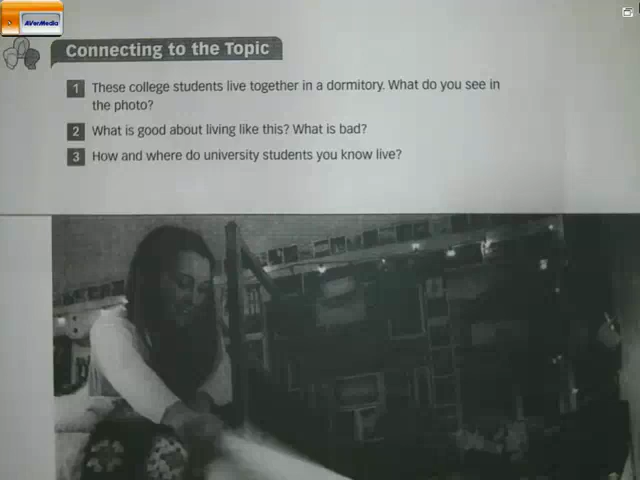 AVerMedia
Connecting to the Topic
1 These college students live together in a dormitory. What do you see in
the photo?
2 What is good about living like this? What is bad?
3 How and where do university students you know live?